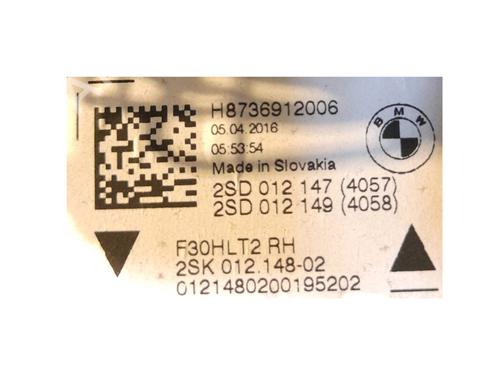 H8736912006
05.04.2016
05:53:54
Made in Slovakia
BMW
2SD 012 147 (4057)
2SD 012 149 (4058)
F30HLT2 RH
2SK 012.148-02
0121480200195202